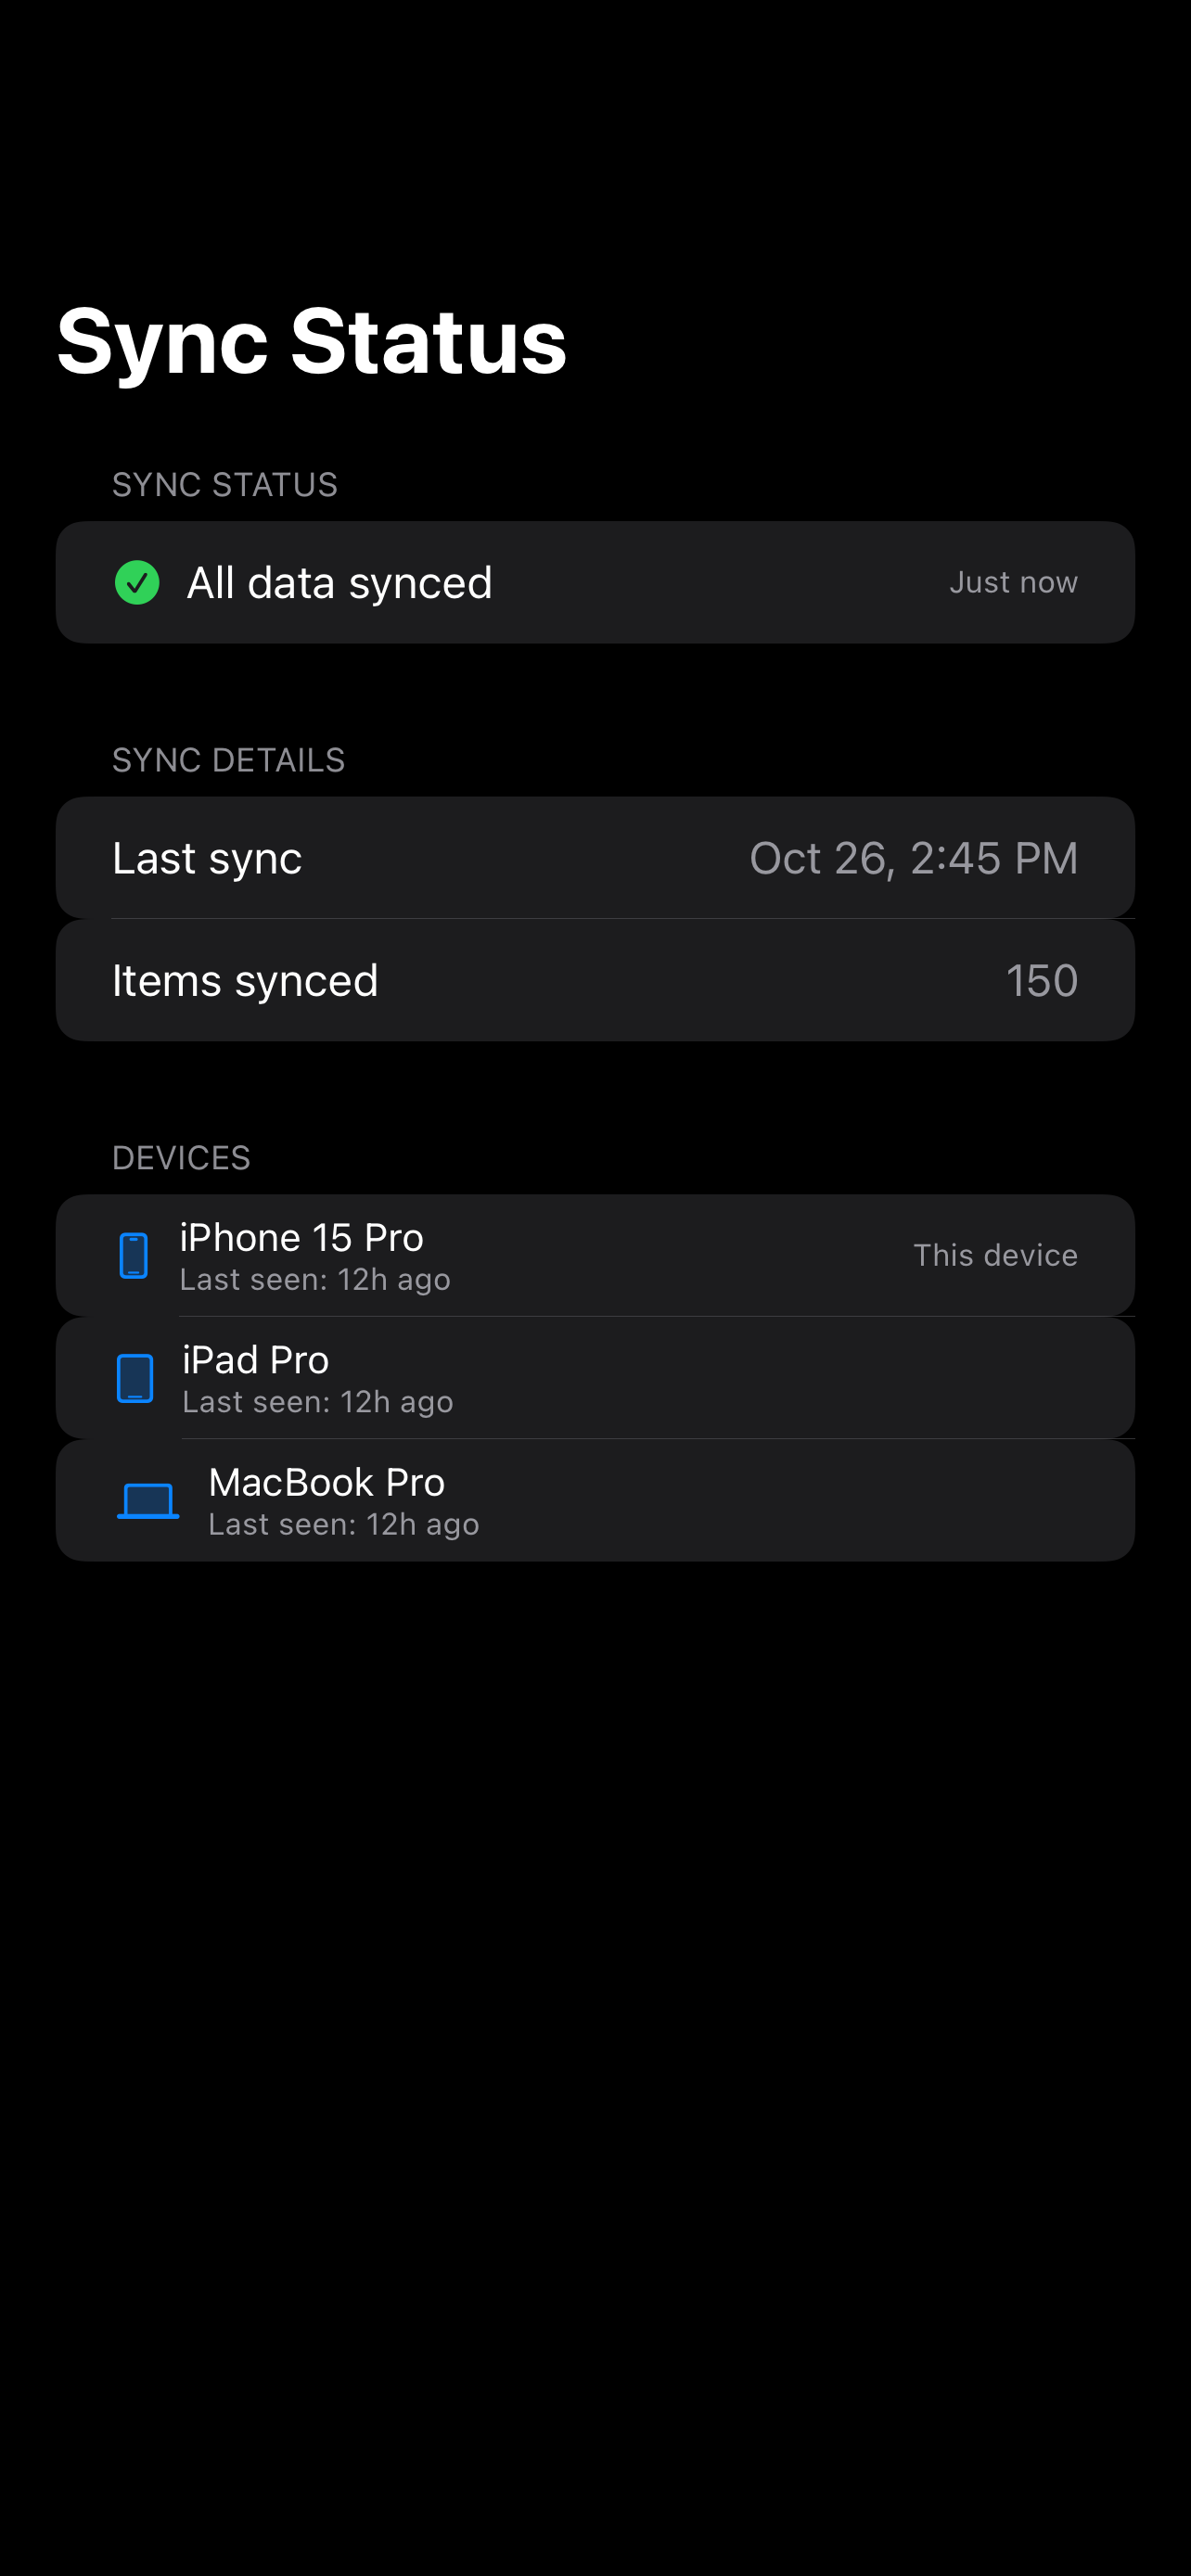 Sync Status
SYNC STATUS
All data synced
Just now
SYNC DETAILS
Last sync
Oct 26, 2:45 PM
Items synced
150
DEVICES
iPhone 15 Pro
Last seen: 12h ago
This device
iPad Pro
Last seen: 12h ago
MacBook Pro
Last seen: 12h ago